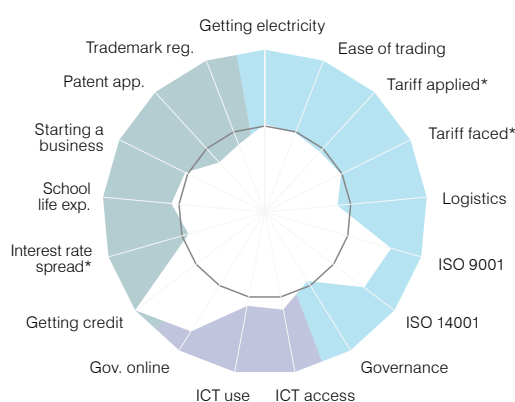 Getting electricity
Trademark reg.
Ease of trading
Patent app.
Tariff applied*
Starting a
business
Tariff faced*
School
life exp.
Logistics
Interest rate
spread*
ISO 9001
Getting credit
ISO 14001
Gov. online
Governance
ICT use
ICT access